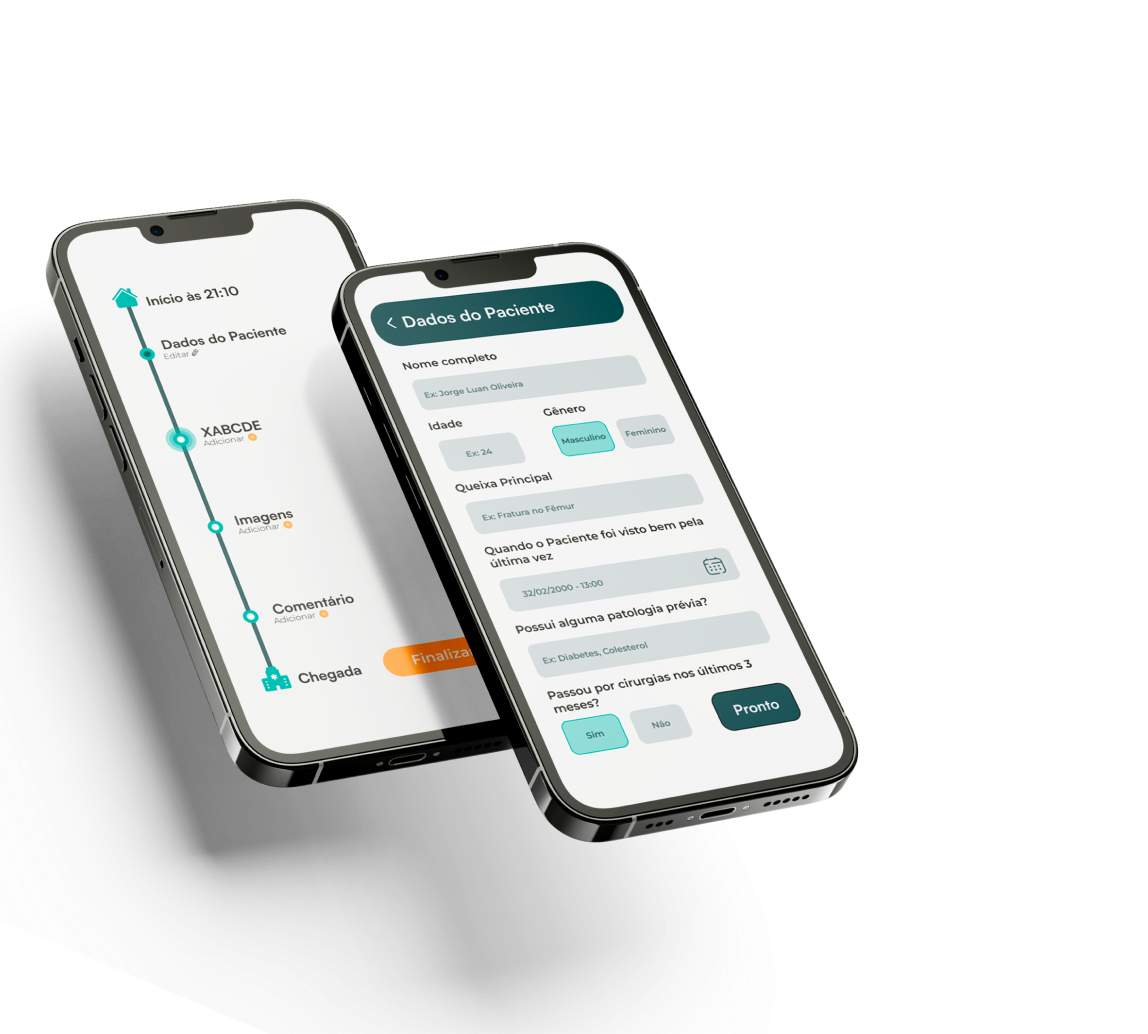 Início às 21:10
Dados do Paciente
Editar
XABCDE
Adicionar
Imagens
Adicionar
Comentário
Adicionar
Chegada
Finaliza
Dados do Paciente
Nome completo
Ex: Jorge Luan Oliveira
Idade
Gênero
Ex: 24
Masculino
Feminino
Queixa Principal
Ex: Fratura no Fêmur
Quando o Paciente foi visto bem pela
última vez
32/02/2000 - 13:00
Possui alguma patologia prévia?
Ex: Diabetes, Colesterol
Passou por cirurgias nos últimos 3
meses?
Sim
Não
Pronto